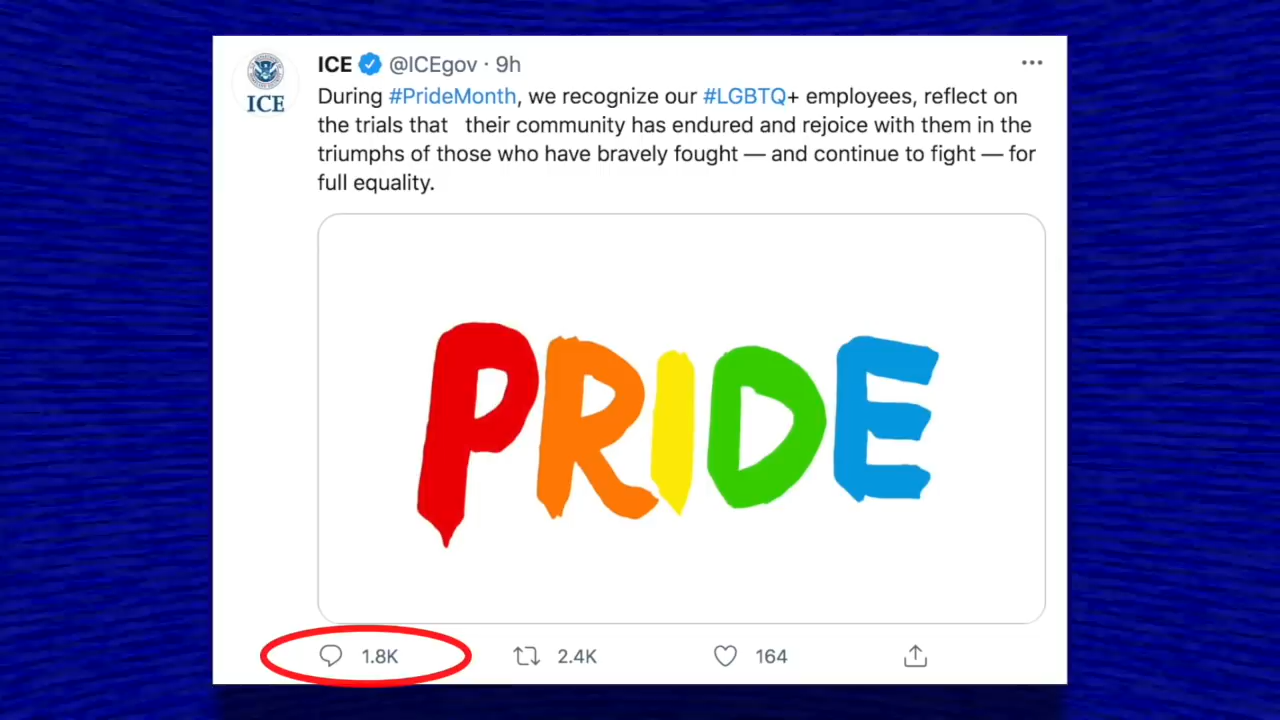 ICE @ICEgov · 9h
ICE
During #PrideMonth, we recognize our #LGBTQ+ employees, reflect on
the trials that their community has endured and rejoice with them in the
triumphs of those who have bravely fought — and continue to fight — for
full equality.
PRIDE
1.8K 2.4K 164